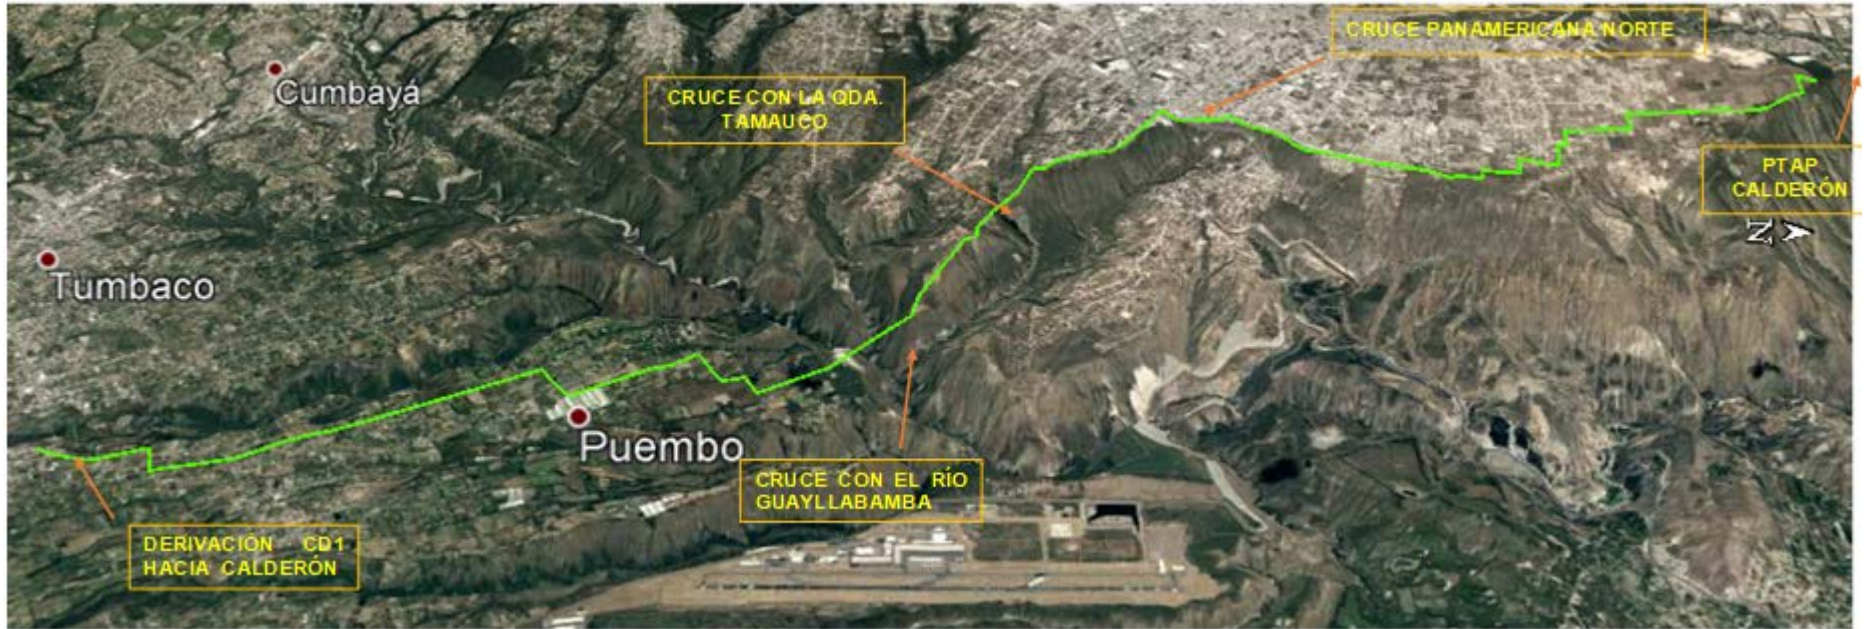 CRUCE PANAMERICANA NORTE
Cumbayá
CRUCE CON LA QDA.
TAMAUCO
PTAP
CALDERÓN
N
Tumbaco
Puembo
CRUCE CON EL RÍO
GUAYLLABAMBA
DERIVACIÓN CD1
HACIA CALDERÓN